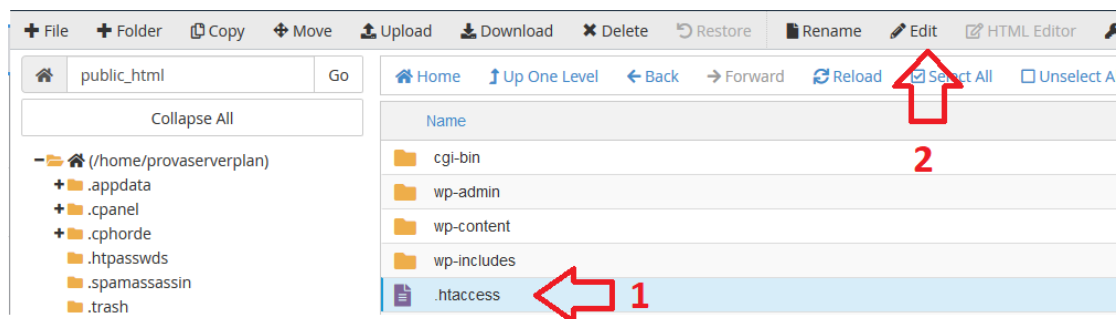 File Folder Copy Move Upload Download Delete Restore Rename Edit HTML Editor
public_html Go
Home Up One Level Back Forward Reload Select All Unselect A
Collapse All
Name
(/home/provaserverplan)
.appdata
.cpanel
.cphorde
.htpasswds
.spamassassin
.trash
cgi-bin
wp-admin
wp-content
wp-includes
.htaccess
1
2